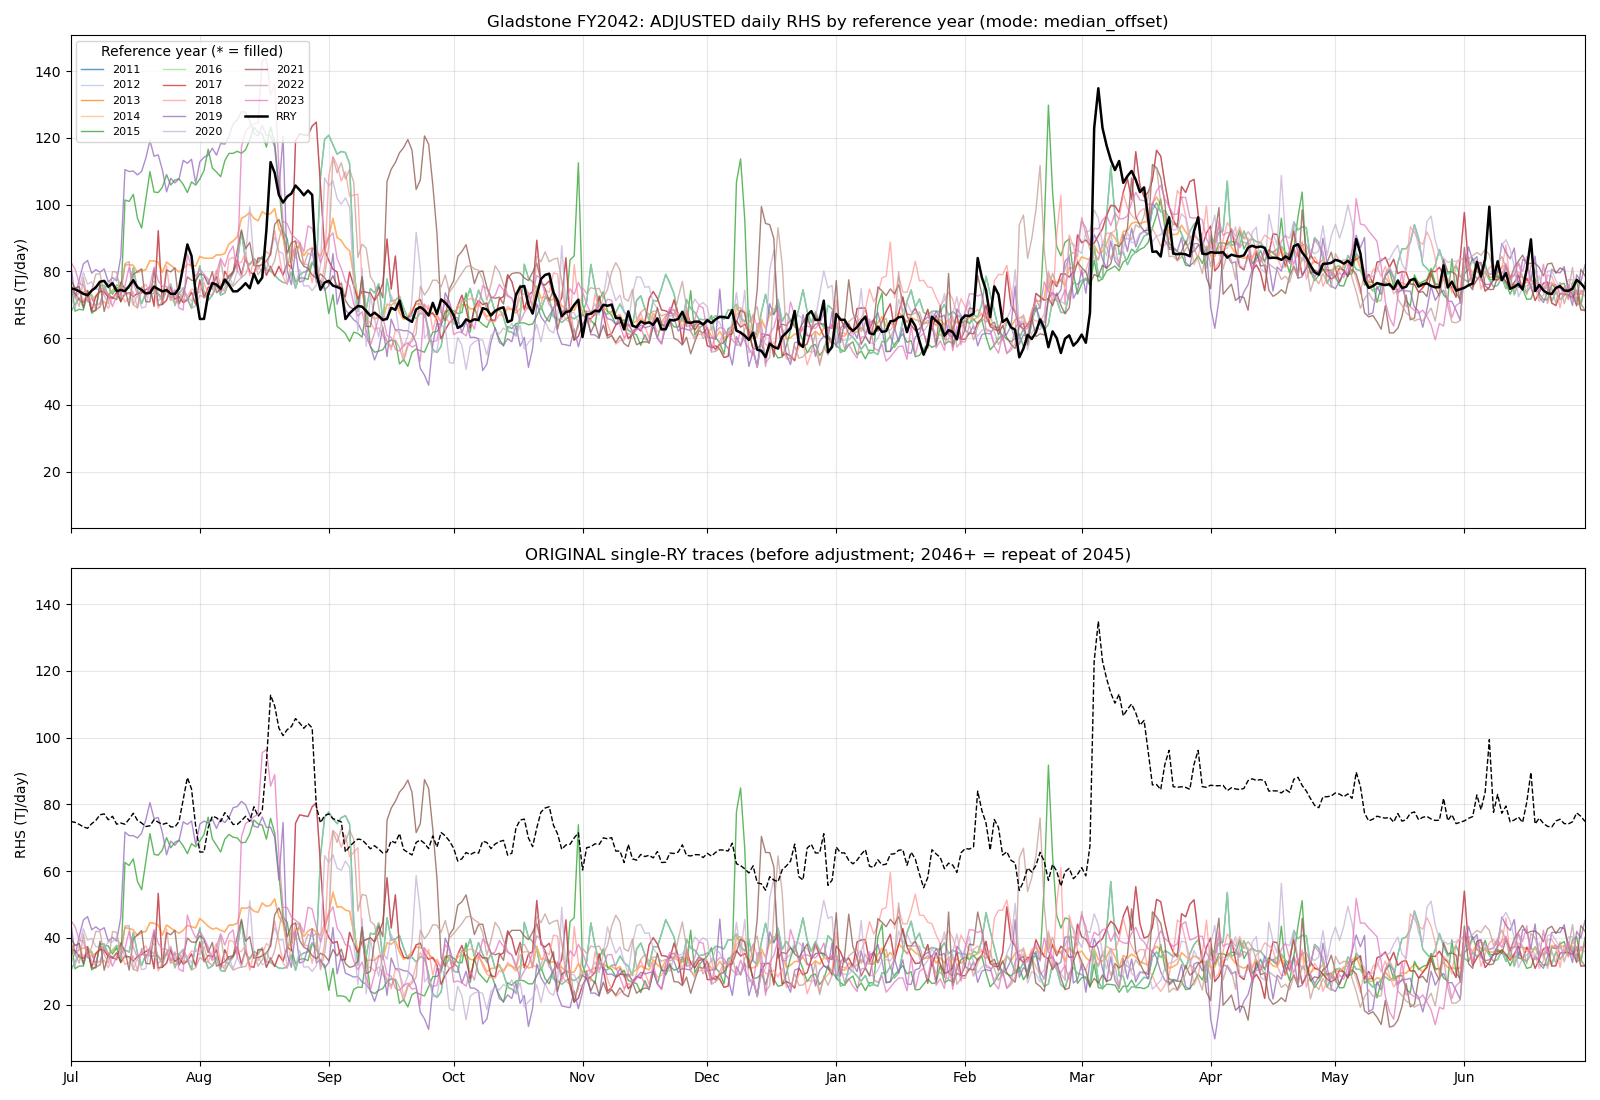 Gladstone FY2042: ADJUSTED daily RHS by reference year (mode: median_offset)
Reference year (* = filled)
2011 2016 2021
2012 2017 2022
2013 2018 2023
2014 2019 RRY
2015 2020
140
120
100
80
60
40
20
RHS (TJ/day)
ORIGINAL single-RY traces (before adjustment; 2046+ = repeat of 2045)
140
120
100
80
60
40
20
RHS (TJ/day)
Jul Aug Sep Oct Nov Dec Jan Feb Mar Apr May Jun